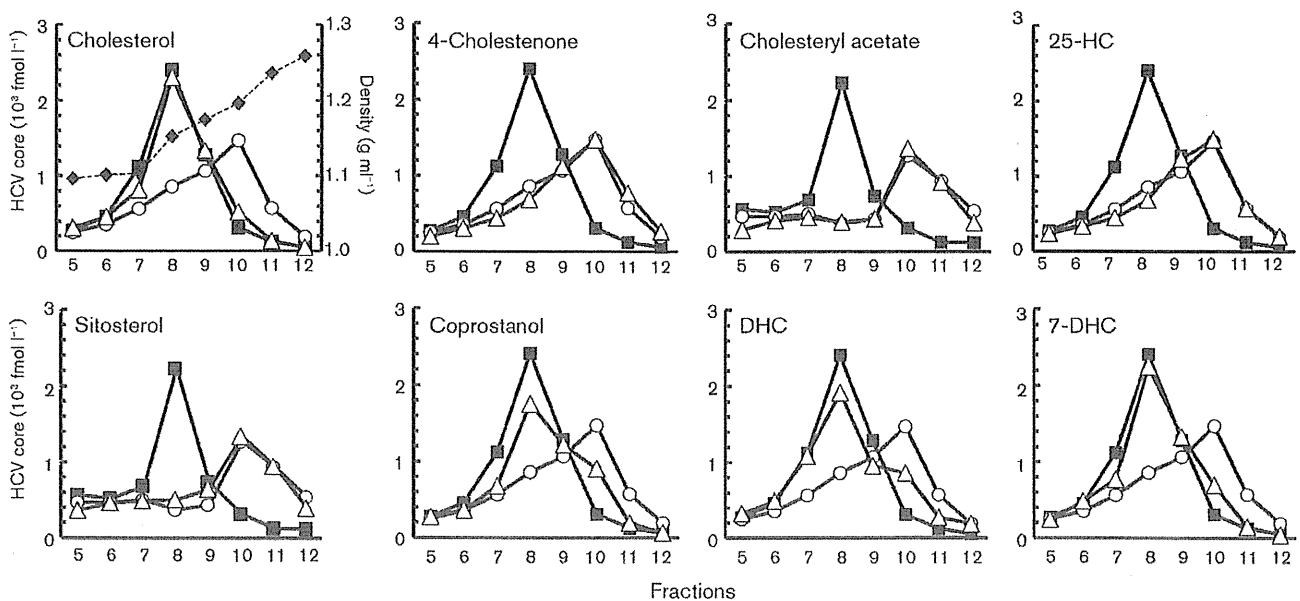 Cholesterol
HCV core (10³ fmol l⁻¹)
3
2
1
0
5 6 7 8 9 10 11 12
1.3
1.2
1.1
1.0
Density (g ml⁻¹)
4-Cholestenone
3
2
1
0
5 6 7 8 9 10 11 12
Cholesteryl acetate
3
2
1
0
5 6 7 8 9 10 11 12
25-HC
3
2
1
0
5 6 7 8 9 10 11 12
Sitosterol
HCV core (10³ fmol l⁻¹)
3
2
1
0
5 6 7 8 9 10 11 12
Coprostanol
3
2
1
0
5 6 7 8 9 10 11 12
DHC
3
2
1
0
5 6 7 8 9 10 11 12
7-DHC
3
2
1
0
5 6 7 8 9 10 11 12
Fractions